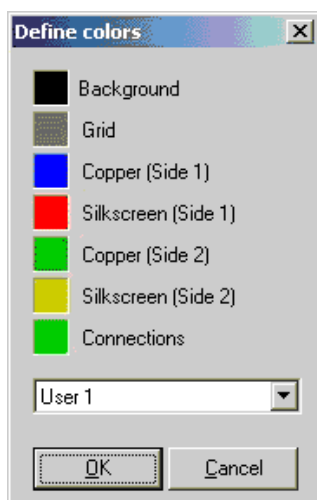 Define colors
Background
Grid
Copper (Side 1)
Silkscreen (Side 1)
Copper (Side 2)
Silkscreen (Side 2)
Connections
User 1
OK Cancel